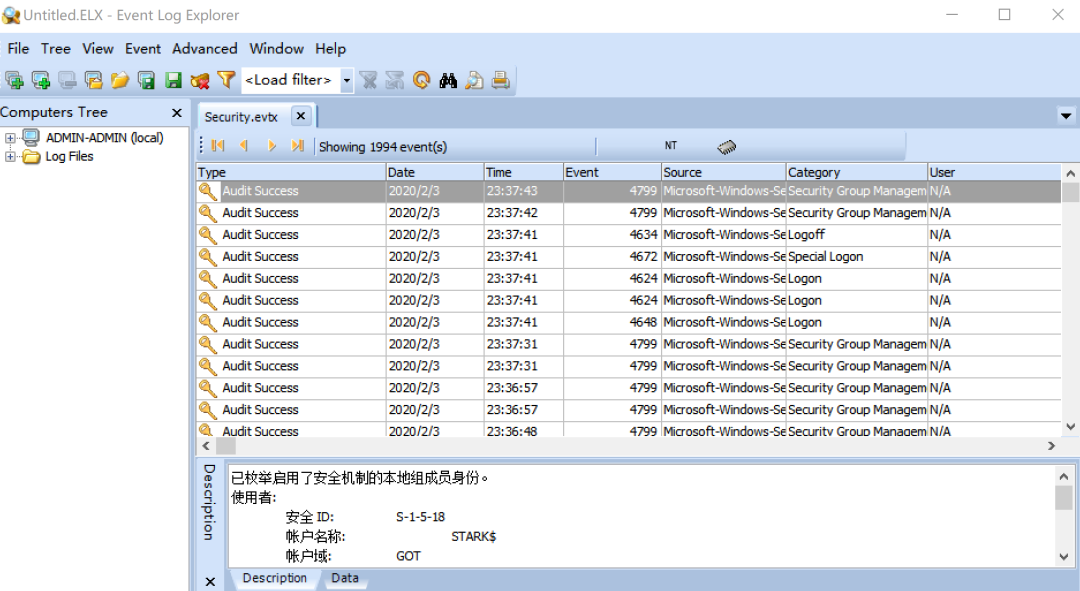 Untitled.ELX - Event Log Explorer
File Tree View Event Advanced Window Help
<Load filter>
Computers Tree
Security.evtx
ADMIN-ADMIN (local)
Log Files
Showing 1994 event(s) NT
Type Date Time Event Source Category User
Audit Success 2020/2/3 23:37:43 4799 Microsoft-Windows-Se Security Group Managem N/A
Audit Success 2020/2/3 23:37:42 4799 Microsoft-Windows-Se Security Group Managem N/A
Audit Success 2020/2/3 23:37:41 4634 Microsoft-Windows-Se Logoff N/A
Audit Success 2020/2/3 23:37:41 4672 Microsoft-Windows-Se Special Logon N/A
Audit Success 2020/2/3 23:37:41 4624 Microsoft-Windows-Se Logon N/A
Audit Success 2020/2/3 23:37:41 4624 Microsoft-Windows-Se Logon N/A
Audit Success 2020/2/3 23:37:41 4648 Microsoft-Windows-Se Logon N/A
Audit Success 2020/2/3 23:37:31 4799 Microsoft-Windows-Se Security Group Managem N/A
Audit Success 2020/2/3 23:37:31 4799 Microsoft-Windows-Se Security Group Managem N/A
Audit Success 2020/2/3 23:36:57 4799 Microsoft-Windows-Se Security Group Managem N/A
Audit Success 2020/2/3 23:36:57 4799 Microsoft-Windows-Se Security Group Managem N/A
Audit Success 2020/2/3 23:36:48 4799 Microsoft-Windows-Se Security Group Managem N/A
Description
已枚举启用了安全机制的本地组成员身份。
使用者:
安全 ID: S-1-5-18
帐户名称: STARK$
帐户域: GOT
Description Data